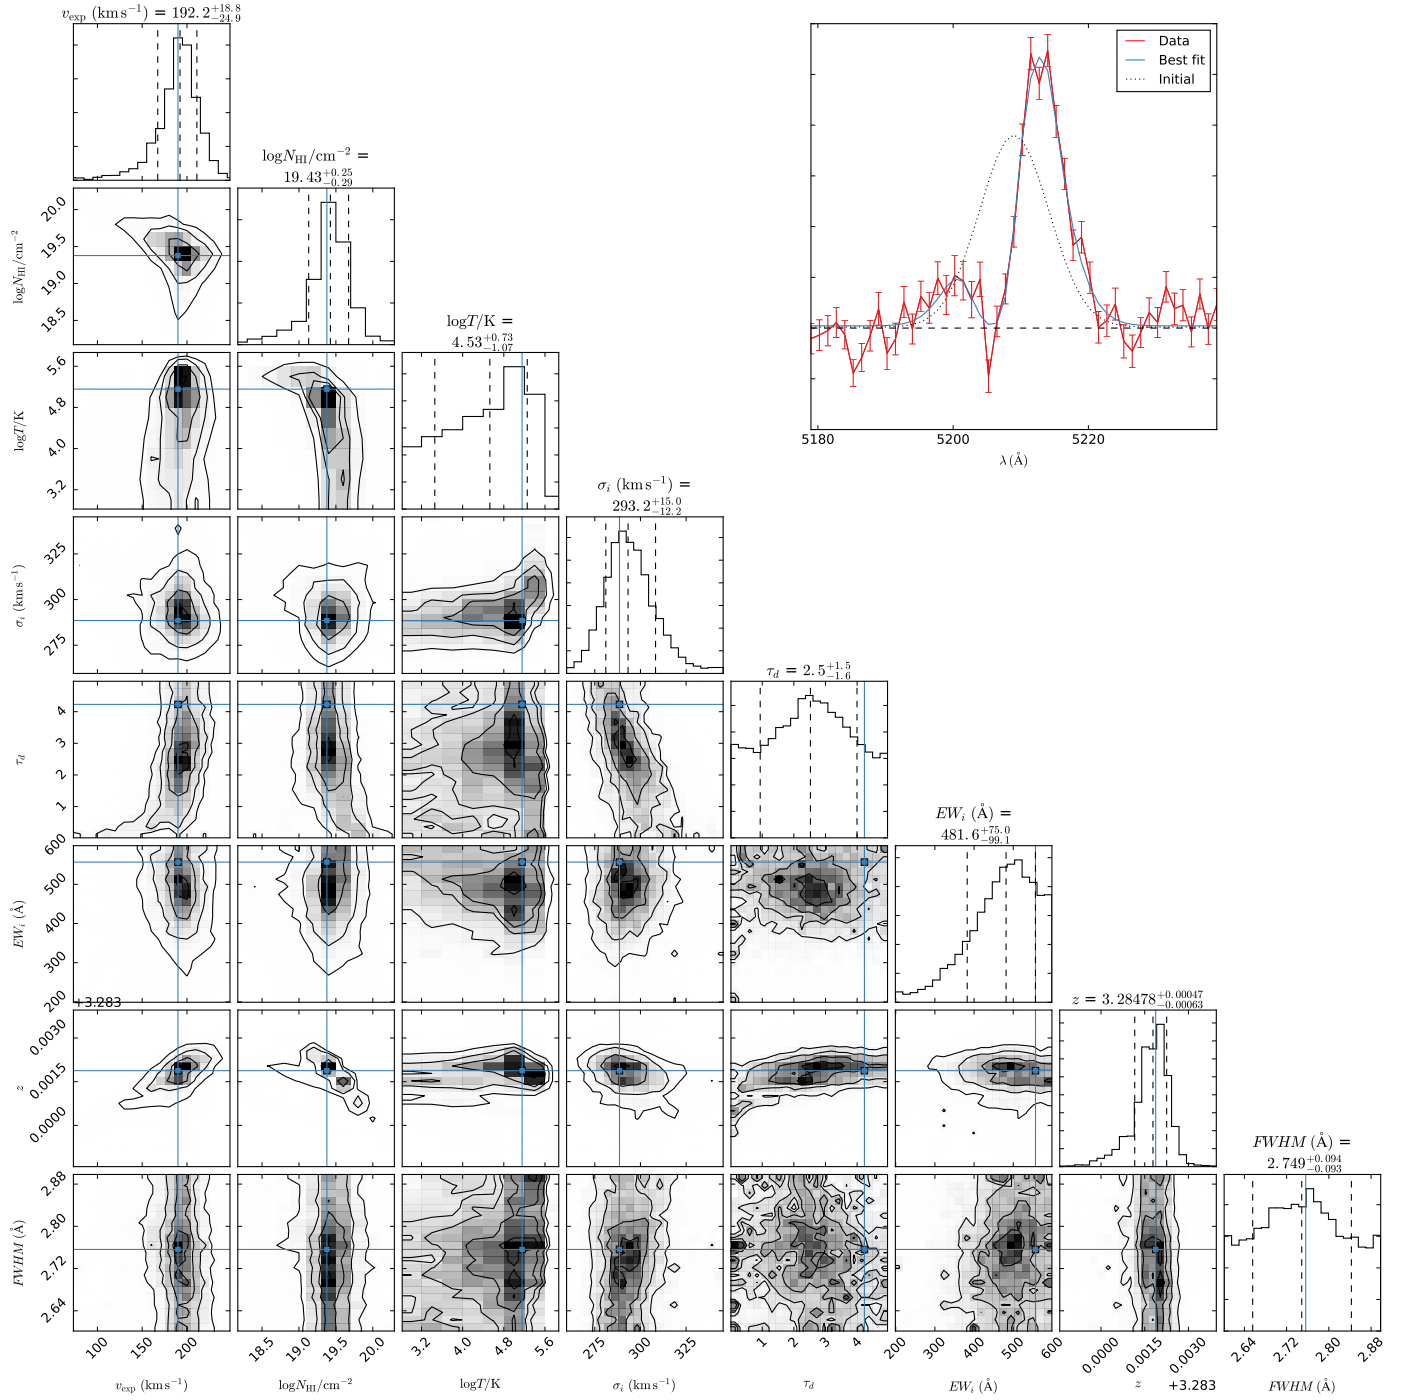 v_exp (km s⁻¹) = 192.2 +18.8 −24.9
Data
Best fit
Initial
5180 5200 5220
λ (Å)
logN_HI/cm⁻² =
19.43 +0.25 −0.29
20.0
19.5
19.0
18.5
logN_HI/cm⁻²
logT/K =
4.53 +0.73 −1.07
5.6
4.8
4.0
3.2
logT/K
σ_i (km s⁻¹) =
293.2 +15.0 −12.2
325
300
275
σ_i (km s⁻¹)
τ_d = 2.5 +1.5 −1.6
4
3
2
1
τ_d
EW_i (Å) =
481.6 +75.0 −99.1
600
500
400
300
200
EW_i (Å)
+3.283
z = 3.28478 +0.00047 −0.00063
0.0030
0.0015
0.0000
z
FWHM (Å) =
2.749 +0.094 −0.093
2.88
2.80
2.72
2.64
FWHM (Å)
100 150 200 18.5 19.0 19.5 20.0 3.2 4.0 4.8 5.6 275 300 325 1 2 3 4 200 300 400 500 600 0.0000 0.0015 0.0030 2.64 2.72 2.80 2.88
v_exp (km s⁻¹) logN_HI/cm⁻² logT/K σ_i (km s⁻¹) τ_d EW_i (Å) z +3.283 FWHM (Å)